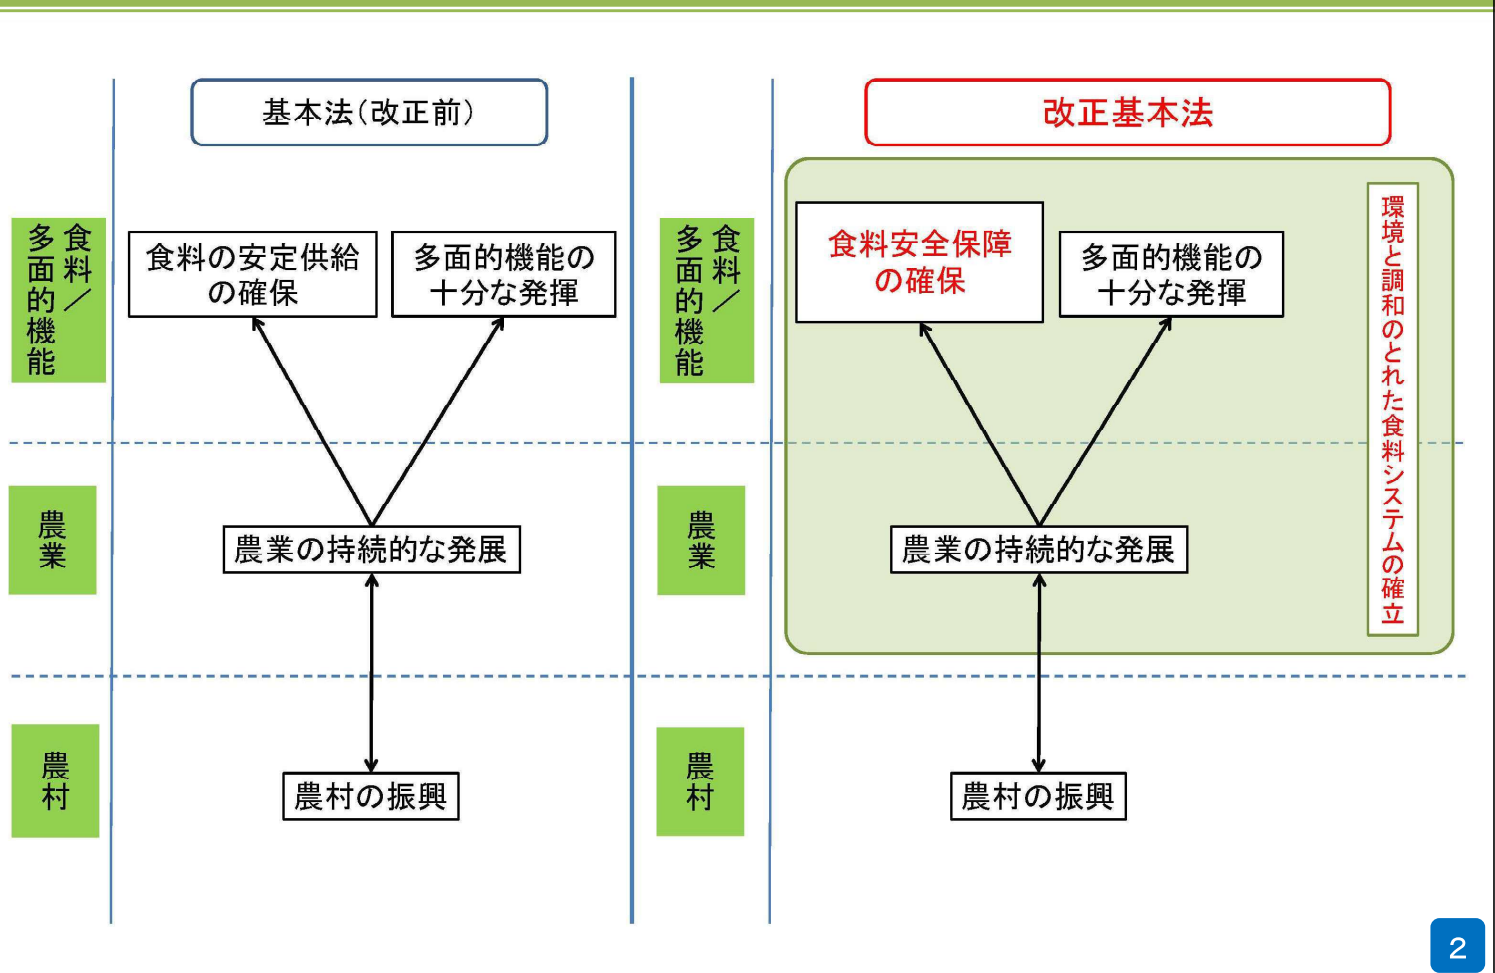 基本法（改正前）
食料／
多面的機能
食料の安定供給
の確保
多面的機能の
十分な発揮
農業
農業の持続的な発展
農村
農村の振興
改正基本法
食料／
多面的機能
食料安全保障
の確保
多面的機能の
十分な発揮
環境と調和のとれた食料システムの確立
農業
農業の持続的な発展
農村
農村の振興
2